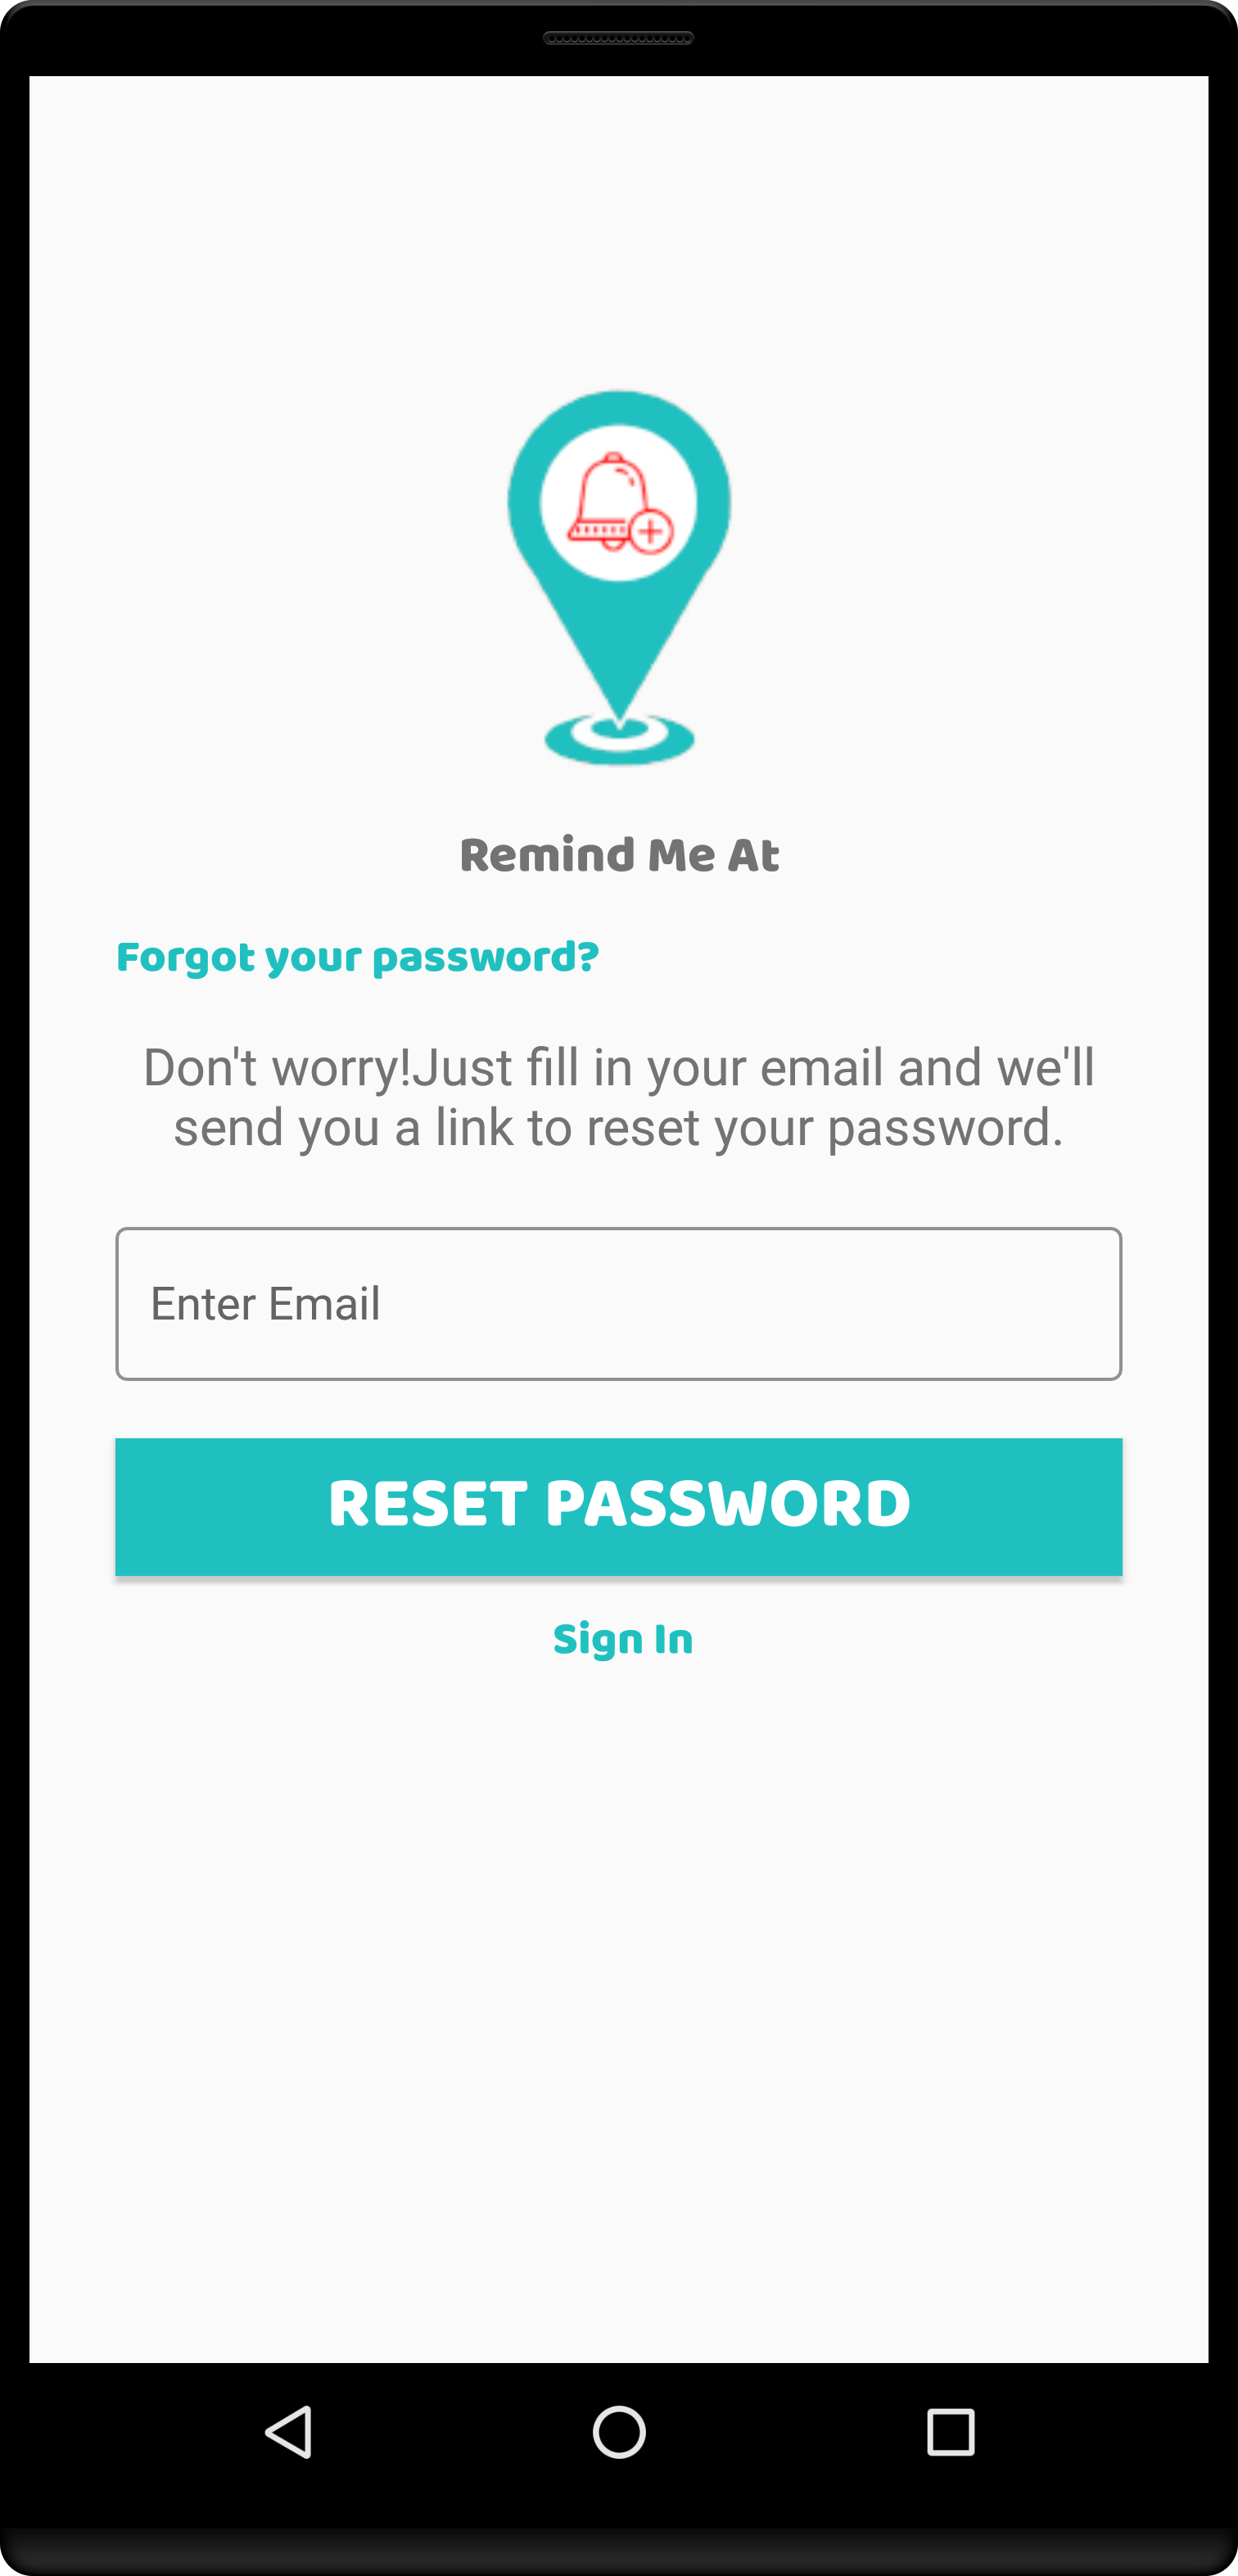 Remind Me At
Forgot your password?
Don't worry!Just fill in your email and we'll
send you a link to reset your password.
Enter Email
RESET PASSWORD
Sign In